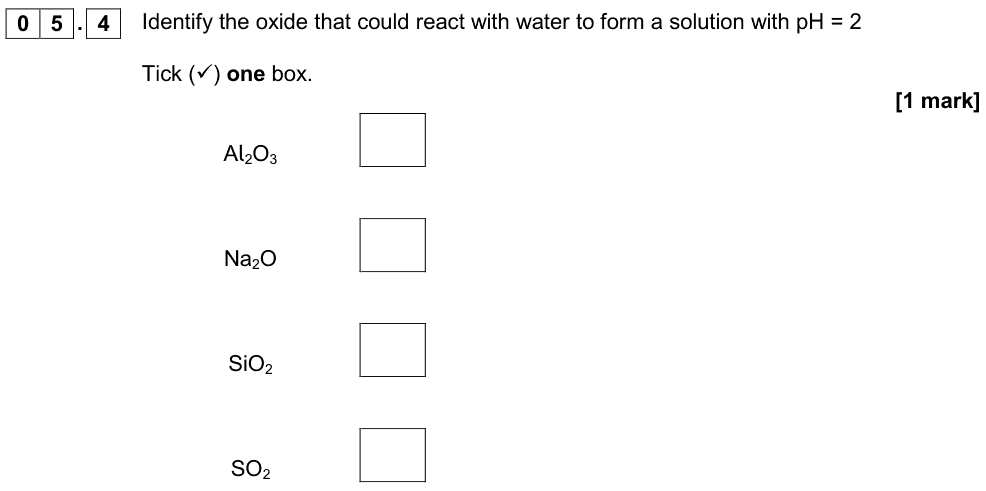 0 5 . 4 Identify the oxide that could react with water to form a solution with pH = 2
Tick (✓) one box.
[1 mark]
Al₂O₃
Na₂O
SiO₂
SO₂